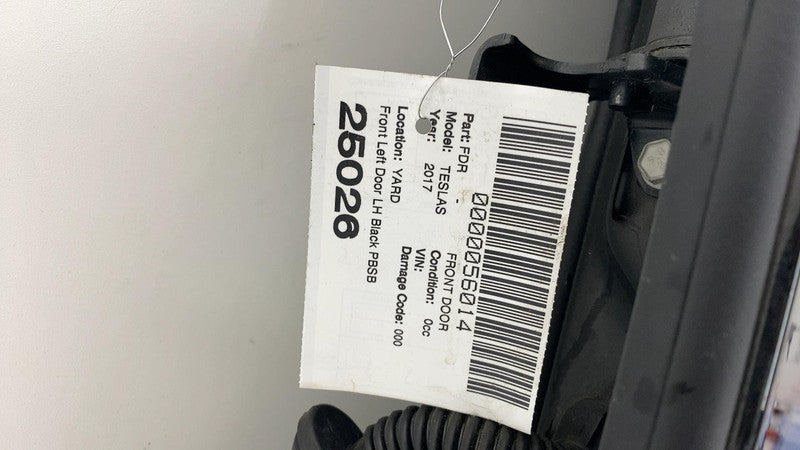 0000056014
Part: FDR - FRONT DOOR
Model: TESLAS Condition: 0cc
Year: 2017 VIN:
Location: YARD Damage Code: 000
Front Left Door LH Black PBSB
25026